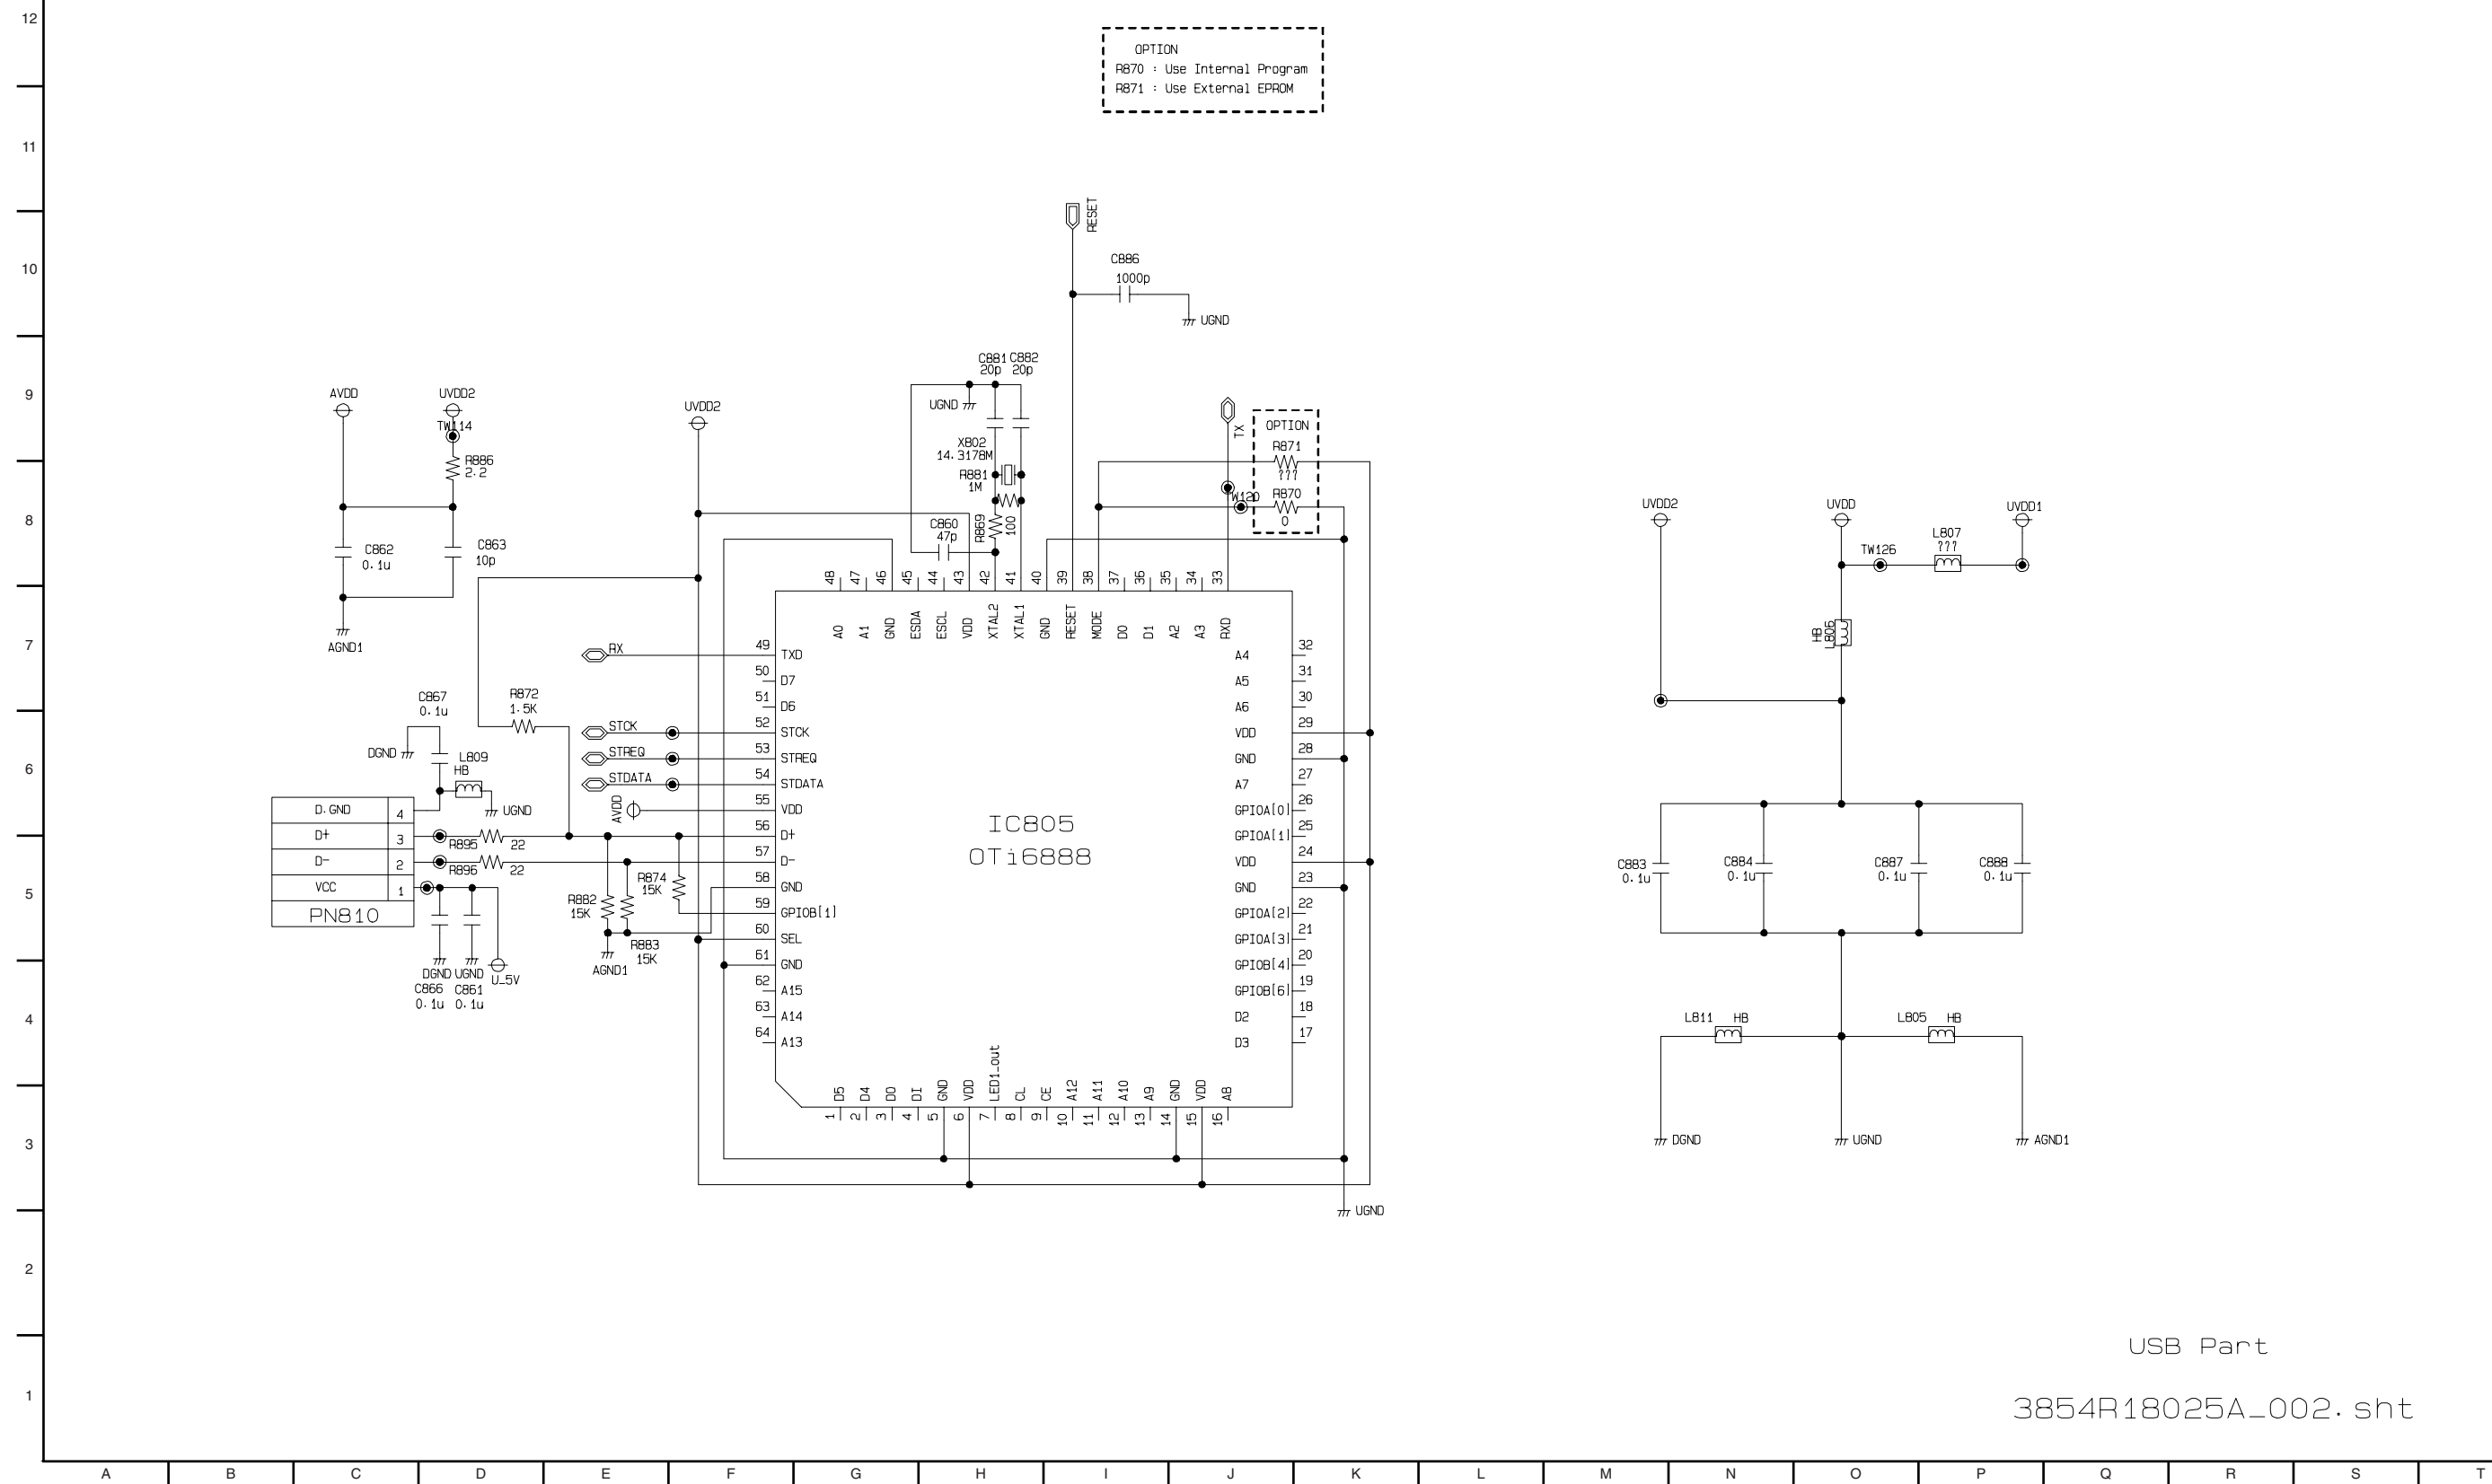 12
OPTION
R870 : Use Internal Program
R871 : Use External EPROM
11
RESET
10
C886
1000p
UGND
9
AVDD
UVDD2
TW114
R886
2.2
UVDD2
C881 C882
20p 20p
UGND
X802
14.3178M
R881
1M
R869
100
C860
47p
TX
OPTION
R871
???
W120
R870
0
8
C862
0.1u
C863
10p
AGND1
UVDD2
UVDD
UVDD1
L807
???
TW126
HB
L806
7
48 47 46 45 44 43 42 41 40 39 38 37 36 35 34 33
A0 A1 GND ESDA ESCL VDD XTAL2 XTAL1 GND RESET MODE D0 D1 A2 A3 RXD
RX
49 TXD
50 D7
51 D6
STCK
52 STCK
STREQ
53 STREQ
STDATA
54 STDATA
AVDD
55 VDD
56 D+
57 D-
58 GND
59 GPIOB[1]
60 SEL
61 GND
62 A15
63 A14
64 A13
A4 32
A5 31
A6 30
VDD 29
GND 28
A7 27
GPIOA[0] 26
GPIOA[1] 25
VDD 24
GND 23
GPIOA[2] 22
GPIOA[3] 21
GPIOB[4] 20
GPIOB[6] 19
D2 18
D3 17
IC805
OTi6888
D5 D4 DO DI GND VDD LED1_out CL CE A12 A11 A10 A9 GND VDD A8
1 2 3 4 5 6 7 8 9 10 11 12 13 14 15 16
UGND
C867
0.1u
R872
1.5K
DGND
L809
HB
UGND
6
D.GND 4
D+ 3
D- 2
VCC 1
PN810
R895 22
R896 22
R874
15K
R882
15K
R883
15K
AGND1
5
DGND UGND
U_5V
C866 C861
0.1u 0.1u
C883
0.1u
C884
0.1u
C887
0.1u
C888
0.1u
4
L811 HB
L805 HB
3
DGND
UGND
AGND1
2
USB Part
1
3854R18025A_002.sht
A B C D E F G H I J K L M N O P Q R S T